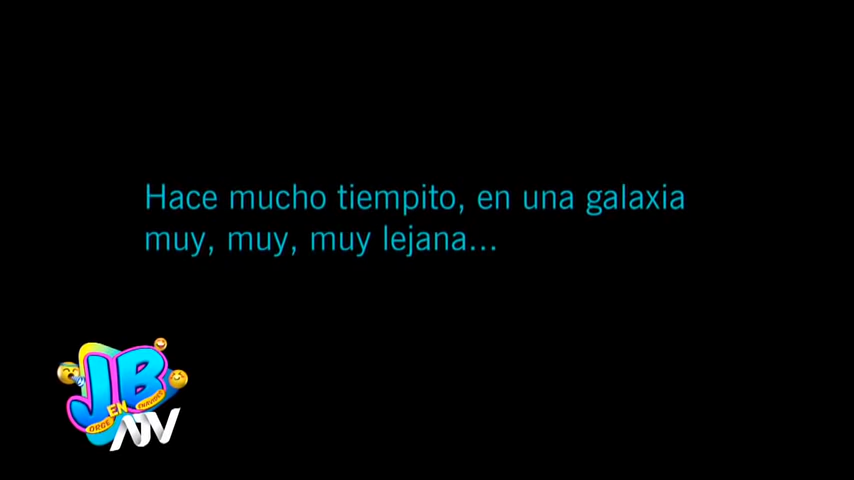 Hace mucho tiempito, en una galaxia
muy, muy, muy lejana...
JB
EN
ATV